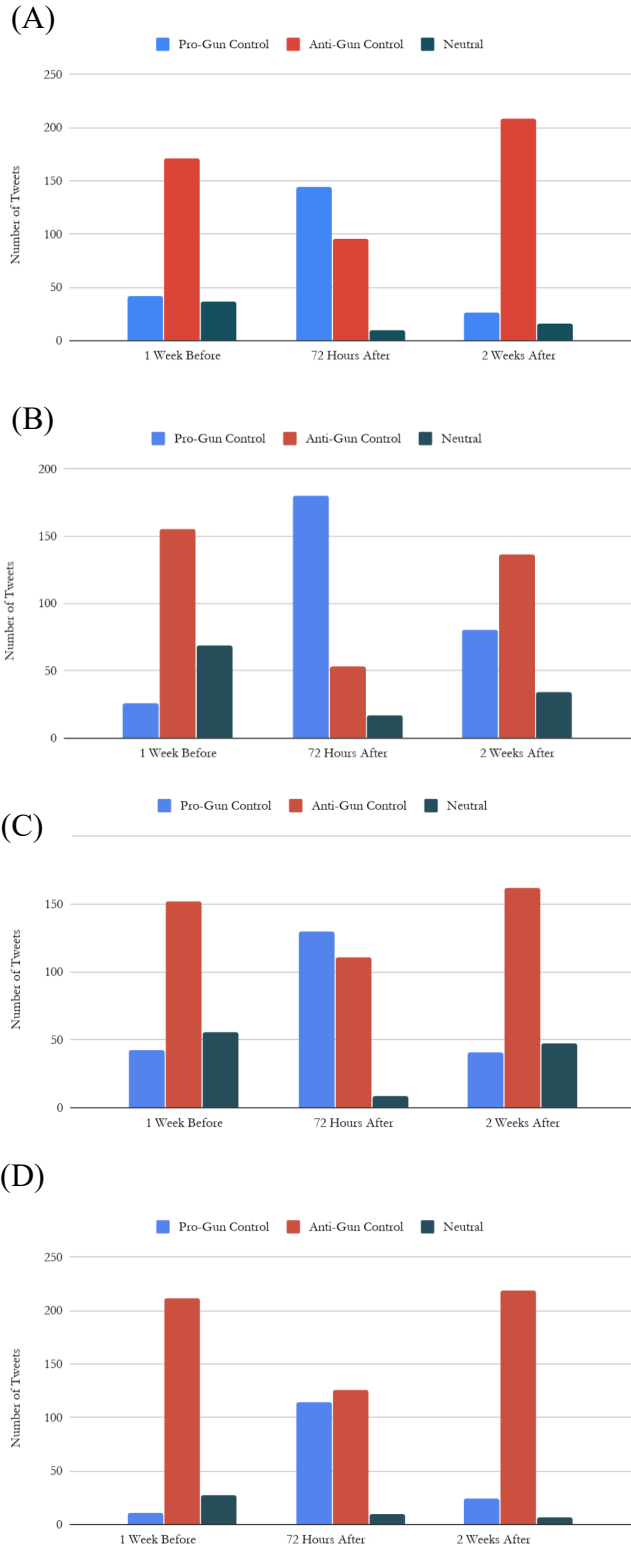 (A)
Pro-Gun Control Anti-Gun Control Neutral
250
200
150
100
50
0
Number of Tweets
1 Week Before 72 Hours After 2 Weeks After
(B)
Pro-Gun Control Anti-Gun Control Neutral
200
150
100
50
0
Number of Tweets
1 Week Before 72 Hours After 2 Weeks After
(C)
Pro-Gun Control Anti-Gun Control Neutral
150
100
50
0
Number of Tweets
1 Week Before 72 Hours After 2 Weeks After
(D)
Pro-Gun Control Anti-Gun Control Neutral
250
200
150
100
50
0
Number of Tweets
1 Week Before 72 Hours After 2 Weeks After